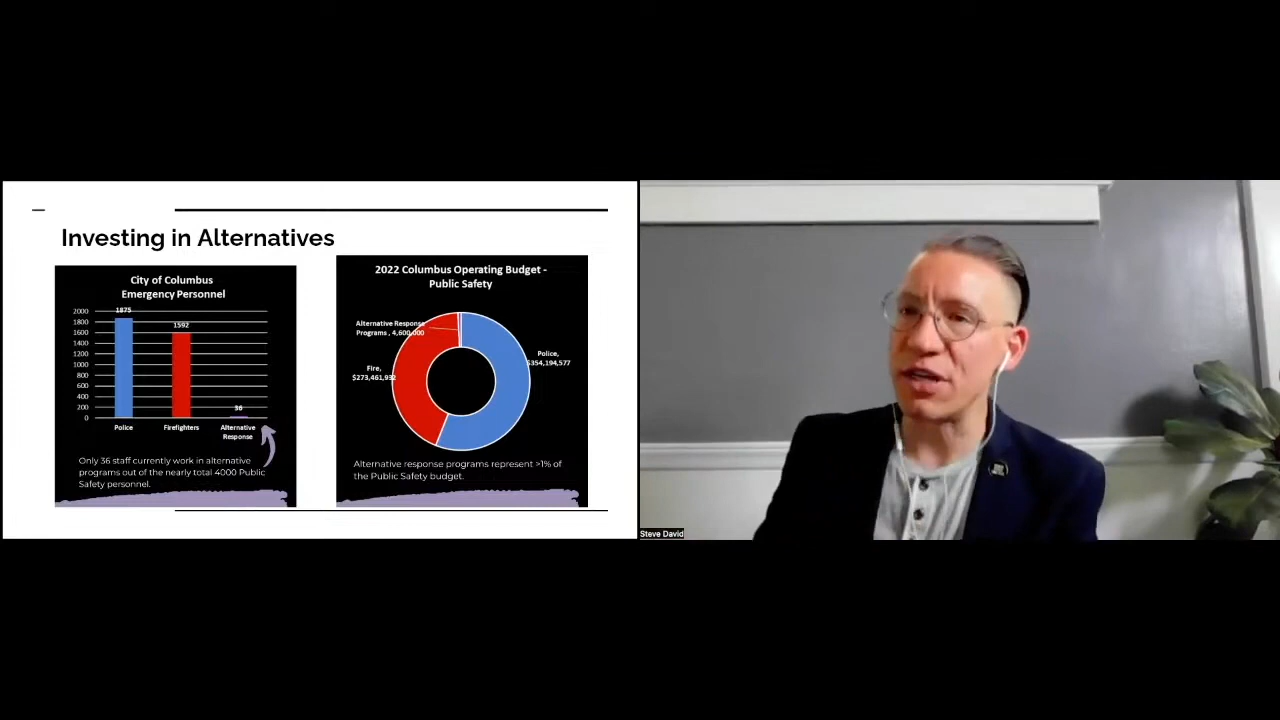 Investing in Alternatives
City of Columbus
Emergency Personnel
2000
1800
1600
1400
1200
1000
800
600
400
200
0
1875
1592
36
Police
Firefighters
Alternative
Response
Only 36 staff currently work in alternative
programs out of the nearly total 4000 Public
Safety personnel.
2022 Columbus Operating Budget -
Public Safety
Alternative Response
Programs , 4,600,000
Police,
$354,194,577
Fire,
$273,461,932
Alternative response programs represent >1% of
the Public Safety budget.
Steve David